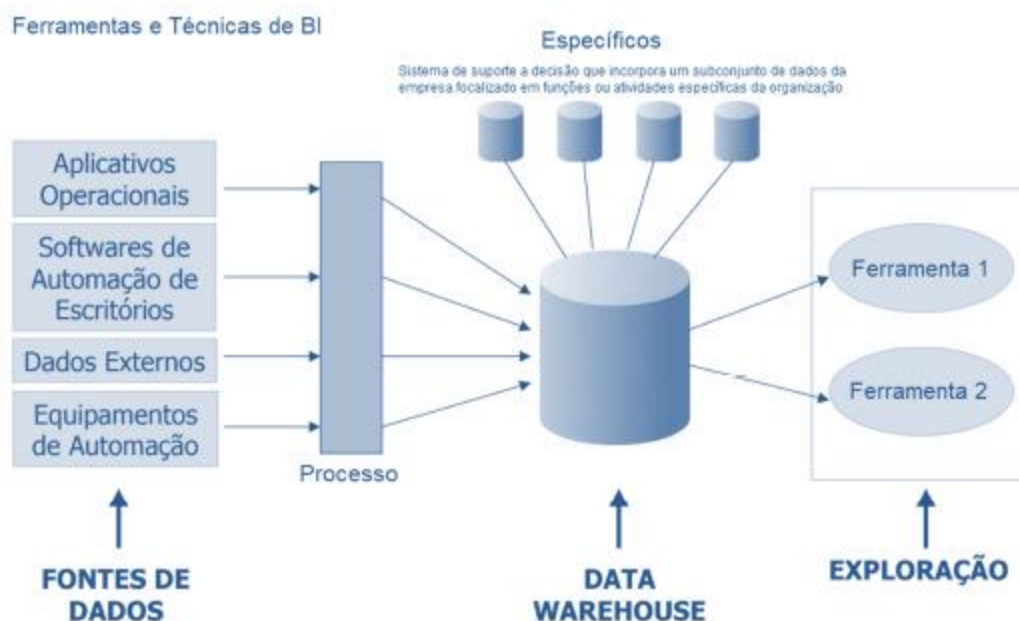 Ferramentas e Técnicas de BI
Específicos
Sistema de suporte a decisão que incorpora um subconjunto de dados da
empresa focalizado em funções ou atividades específicas da organização
Aplicativos
Operacionais
Softwares de
Automação de
Escritórios
Dados Externos
Equipamentos
de Automação
Processo
Ferramenta 1
Ferramenta 2
FONTES DE
DADOS
DATA
WAREHOUSE
EXPLORAÇÃO